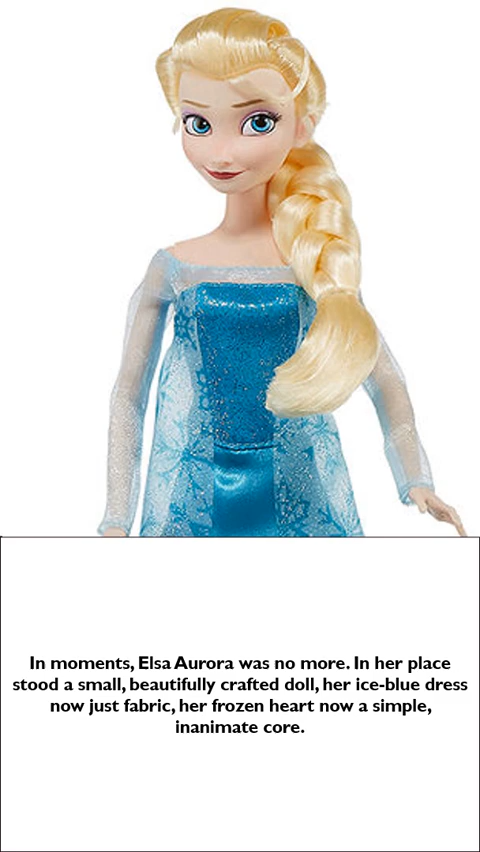 In moments, Elsa Aurora was no more. In her place
stood a small, beautifully crafted doll, her ice-blue dress
now just fabric, her frozen heart now a simple,
inanimate core.